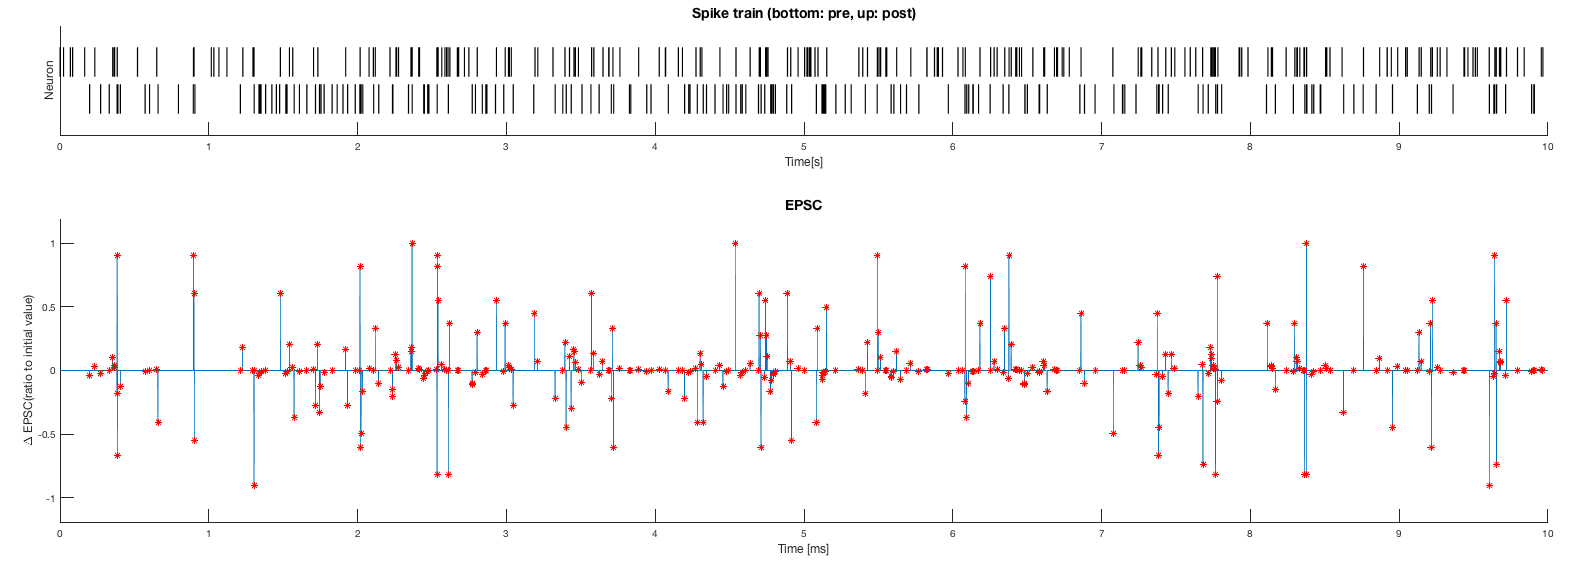 Spike train (bottom: pre, up: post)
Neuron
0 1 2 3 4 5 6 7 8 9 10
Time[s]
EPSC
Δ EPSC(ratio to initial value)
1
0.5
0
-0.5
-1
0 1 2 3 4 5 6 7 8 9 10
Time [ms]